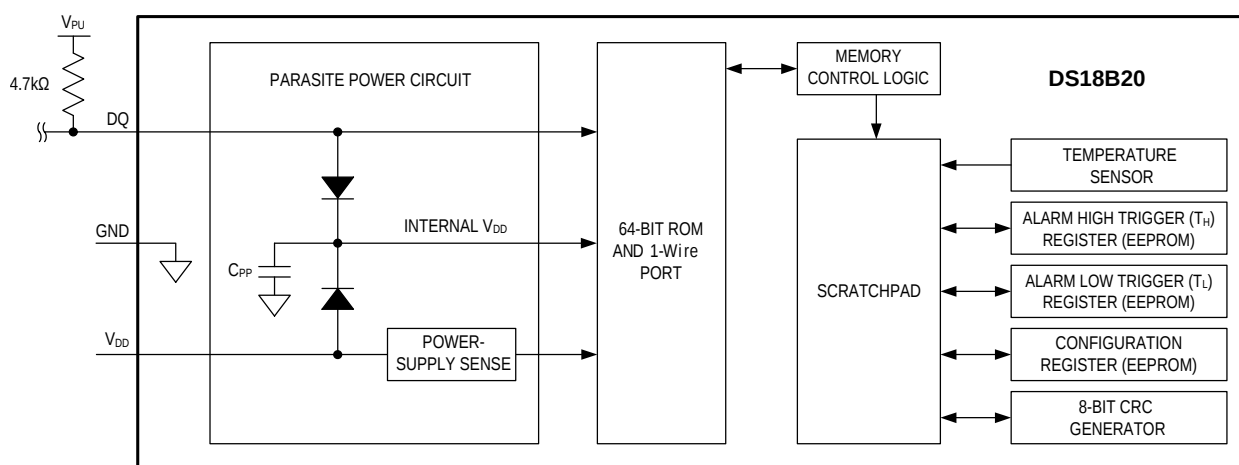 VPU
4.7kΩ
DQ
GND
VDD
PARASITE POWER CIRCUIT
INTERNAL VDD
CPP
POWER-
SUPPLY SENSE
64-BIT ROM
AND 1-Wire
PORT
MEMORY
CONTROL LOGIC
DS18B20
SCRATCHPAD
TEMPERATURE
SENSOR
ALARM HIGH TRIGGER (TH)
REGISTER (EEPROM)
ALARM LOW TRIGGER (TL)
REGISTER (EEPROM)
CONFIGURATION
REGISTER (EEPROM)
8-BIT CRC
GENERATOR